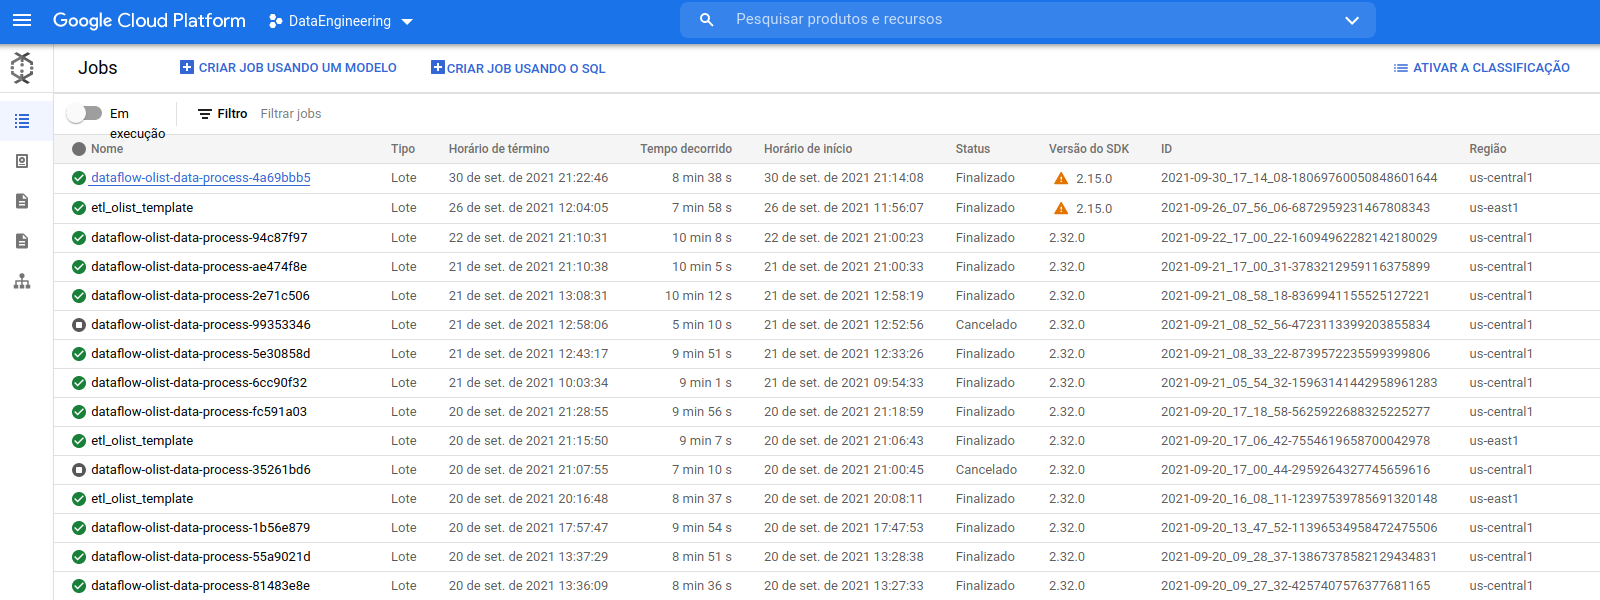 Google Cloud Platform DataEngineering Pesquisar produtos e recursos
Jobs CRIAR JOB USANDO UM MODELO CRIAR JOB USANDO O SQL ATIVAR A CLASSIFICAÇÃO
Em execução Filtro Filtrar jobs
Nome Tipo Horário de término Tempo decorrido Horário de início Status Versão do SDK ID Região
dataflow-olist-data-process-4a69bbb5 Lote 30 de set. de 2021 21:22:46 8 min 38 s 30 de set. de 2021 21:14:08 Finalizado 2.15.0 2021-09-30_17_14_08-18069760050848601644 us-central1
etl_olist_template Lote 26 de set. de 2021 12:04:05 7 min 58 s 26 de set. de 2021 11:56:07 Finalizado 2.15.0 2021-09-26_07_56_06-6872959231467808343 us-east1
dataflow-olist-data-process-94c87f97 Lote 22 de set. de 2021 21:10:31 10 min 8 s 22 de set. de 2021 21:00:23 Finalizado 2.32.0 2021-09-22_17_00_22-16094962282142180029 us-central1
dataflow-olist-data-process-ae474f8e Lote 21 de set. de 2021 21:10:38 10 min 5 s 21 de set. de 2021 21:00:33 Finalizado 2.32.0 2021-09-21_17_00_31-3783212959116375899 us-central1
dataflow-olist-data-process-2e71c506 Lote 21 de set. de 2021 13:08:31 10 min 12 s 21 de set. de 2021 12:58:19 Finalizado 2.32.0 2021-09-21_08_58_18-8369941155525127221 us-central1
dataflow-olist-data-process-99353346 Lote 21 de set. de 2021 12:58:06 5 min 10 s 21 de set. de 2021 12:52:56 Cancelado 2.32.0 2021-09-21_08_52_56-4723113399203855834 us-central1
dataflow-olist-data-process-5e30858d Lote 21 de set. de 2021 12:43:17 9 min 51 s 21 de set. de 2021 12:33:26 Finalizado 2.32.0 2021-09-21_08_33_22-8739572235599399806 us-central1
dataflow-olist-data-process-6cc90f32 Lote 21 de set. de 2021 10:03:34 9 min 1 s 21 de set. de 2021 09:54:33 Finalizado 2.32.0 2021-09-21_05_54_32-15963141442958961283 us-central1
dataflow-olist-data-process-fc591a03 Lote 20 de set. de 2021 21:28:55 9 min 56 s 20 de set. de 2021 21:18:59 Finalizado 2.32.0 2021-09-20_17_18_58-5625922688325225277 us-central1
etl_olist_template Lote 20 de set. de 2021 21:15:50 9 min 7 s 20 de set. de 2021 21:06:43 Finalizado 2.32.0 2021-09-20_17_06_42-7554619658700042978 us-east1
dataflow-olist-data-process-35261bd6 Lote 20 de set. de 2021 21:07:55 7 min 10 s 20 de set. de 2021 21:00:45 Cancelado 2.32.0 2021-09-20_17_00_44-2959264327745659616 us-central1
etl_olist_template Lote 20 de set. de 2021 20:16:48 8 min 37 s 20 de set. de 2021 20:08:11 Finalizado 2.32.0 2021-09-20_16_08_11-12397539785691320148 us-east1
dataflow-olist-data-process-1b56e879 Lote 20 de set. de 2021 17:57:47 9 min 54 s 20 de set. de 2021 17:47:53 Finalizado 2.32.0 2021-09-20_13_47_52-11396534958472475506 us-central1
dataflow-olist-data-process-55a9021d Lote 20 de set. de 2021 13:37:29 8 min 51 s 20 de set. de 2021 13:28:38 Finalizado 2.32.0 2021-09-20_09_28_37-13867378582129434831 us-central1
dataflow-olist-data-process-81483e8e Lote 20 de set. de 2021 13:36:09 8 min 36 s 20 de set. de 2021 13:27:33 Finalizado 2.32.0 2021-09-20_09_27_32-4257407576377681165 us-central1